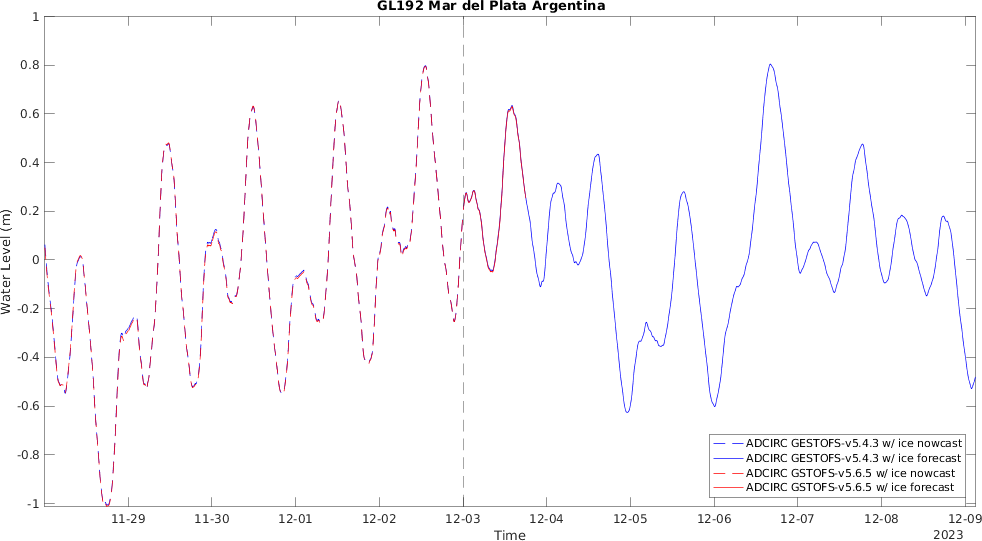 GL192 Mar del Plata Argentina
Water Level (m)
1
0.8
0.6
0.4
0.2
0
-0.2
-0.4
-0.6
-0.8
-1
ADCIRC GESTOFS-v5.4.3 w/ ice nowcast
ADCIRC GESTOFS-v5.4.3 w/ ice forecast
ADCIRC GSTOFS-v5.6.5 w/ ice nowcast
ADCIRC GSTOFS-v5.6.5 w/ ice forecast
11-29 11-30 12-01 12-02 12-03 12-04 12-05 12-06 12-07 12-08 12-09
Time
2023